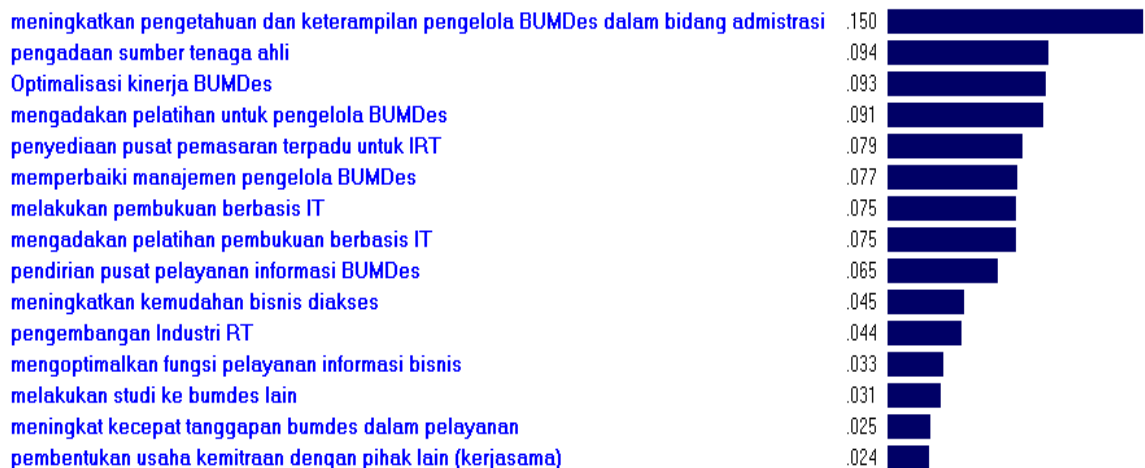 meningkatkan pengetahuan dan keterampilan pengelola BUMDes dalam bidang admistrasi .150
pengadaan sumber tenaga ahli .094
Optimalisasi kinerja BUMDes .093
mengadakan pelatihan untuk pengelola BUMDes .091
penyediaan pusat pemasaran terpadu untuk IRT .079
memperbaiki manajemen pengelola BUMDes .077
melakukan pembukuan berbasis IT .075
mengadakan pelatihan pembukuan berbasis IT .075
pendirian pusat pelayanan informasi BUMDes .065
meningkatkan kemudahan bisnis diakses .045
pengembangan Industri RT .044
mengoptimalkan fungsi pelayanan informasi bisnis .033
melakukan studi ke bumdes lain .031
meningkat kecepat tanggapan bumdes dalam pelayanan .025
pembentukan usaha kemitraan dengan pihak lain (kerjasama) .024